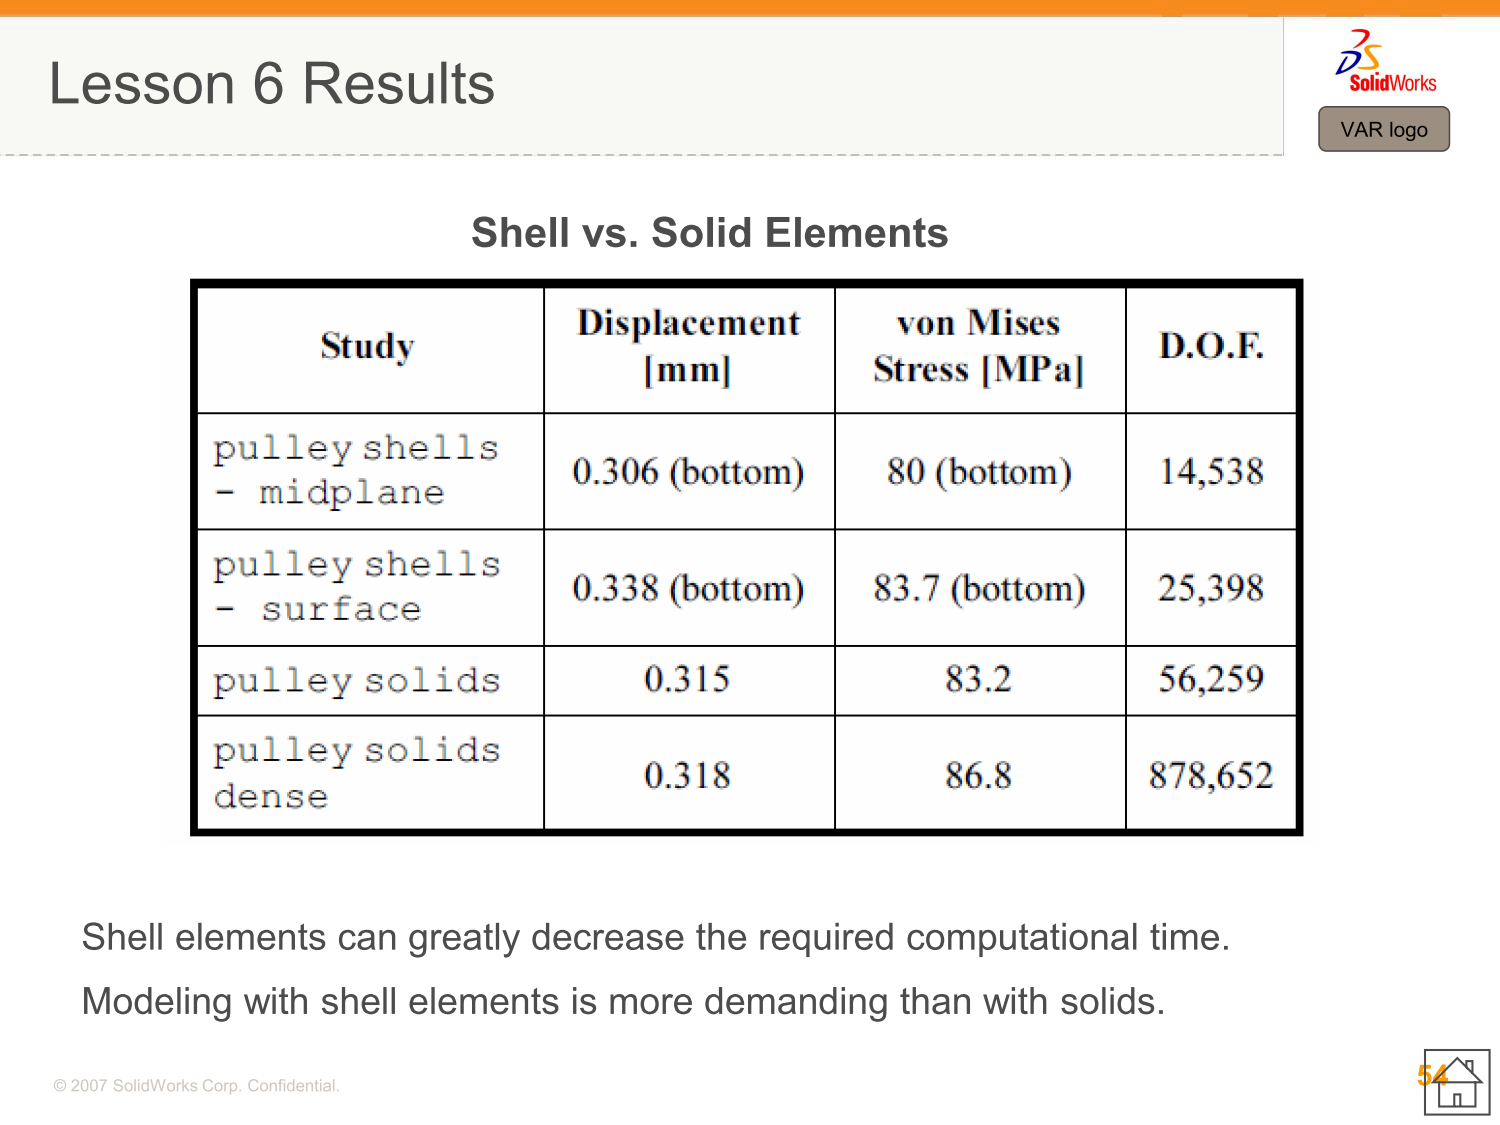 Lesson 6 Results
SolidWorks
VAR logo
Shell vs. Solid Elements
Study
Displacement
[mm]
von Mises
Stress [MPa]
D.O.F.
pulley shells
- midplane
0.306 (bottom)
80 (bottom)
14,538
pulley shells
- surface
0.338 (bottom)
83.7 (bottom)
25,398
pulley solids
0.315
83.2
56,259
pulley solids
dense
0.318
86.8
878,652
Shell elements can greatly decrease the required computational time.
Modeling with shell elements is more demanding than with solids.
© 2007 SolidWorks Corp. Confidential.
54